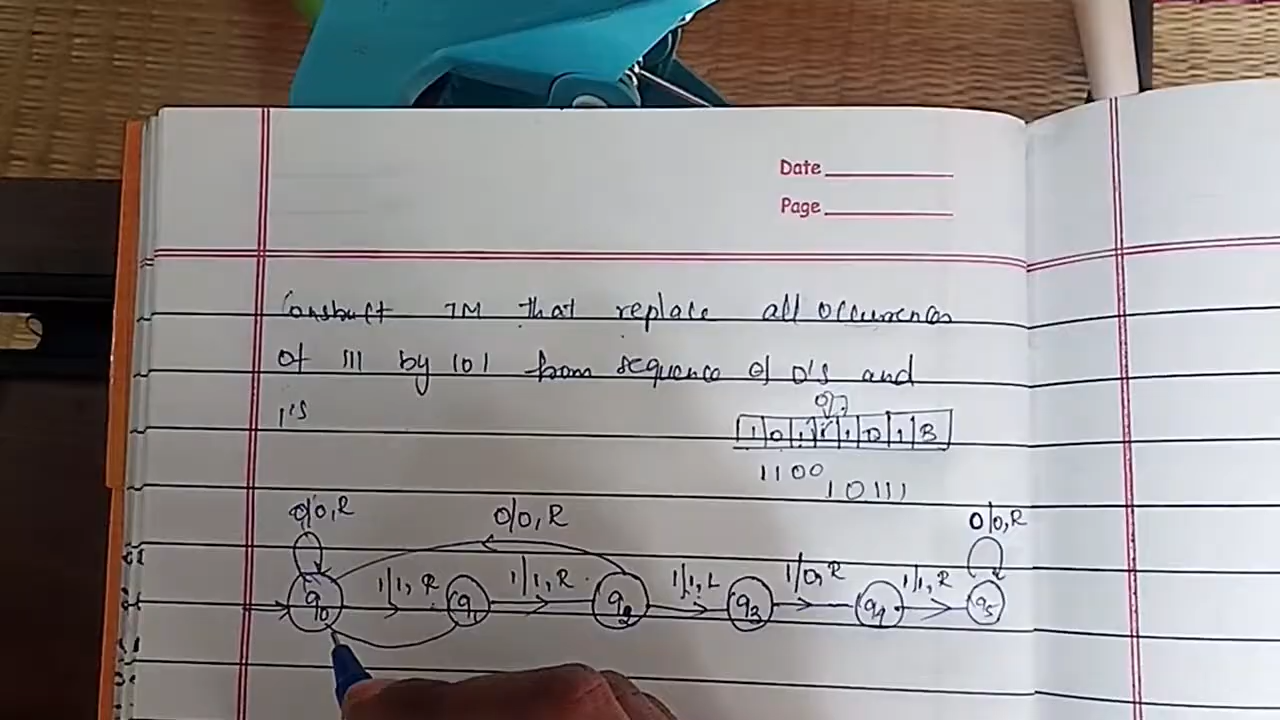 Date
Page
Construct TM that replace all occurrences
of 111 by 101 from sequence of 0's and
1's
1 0 1 1 1 0 1 B
1100
10111
0/0,R 0/0,R 0/0,R
1/1,R 1/1,R 1/1,L 1/0,R 1/1,R
q0 q1 q2 q3 q4 q5